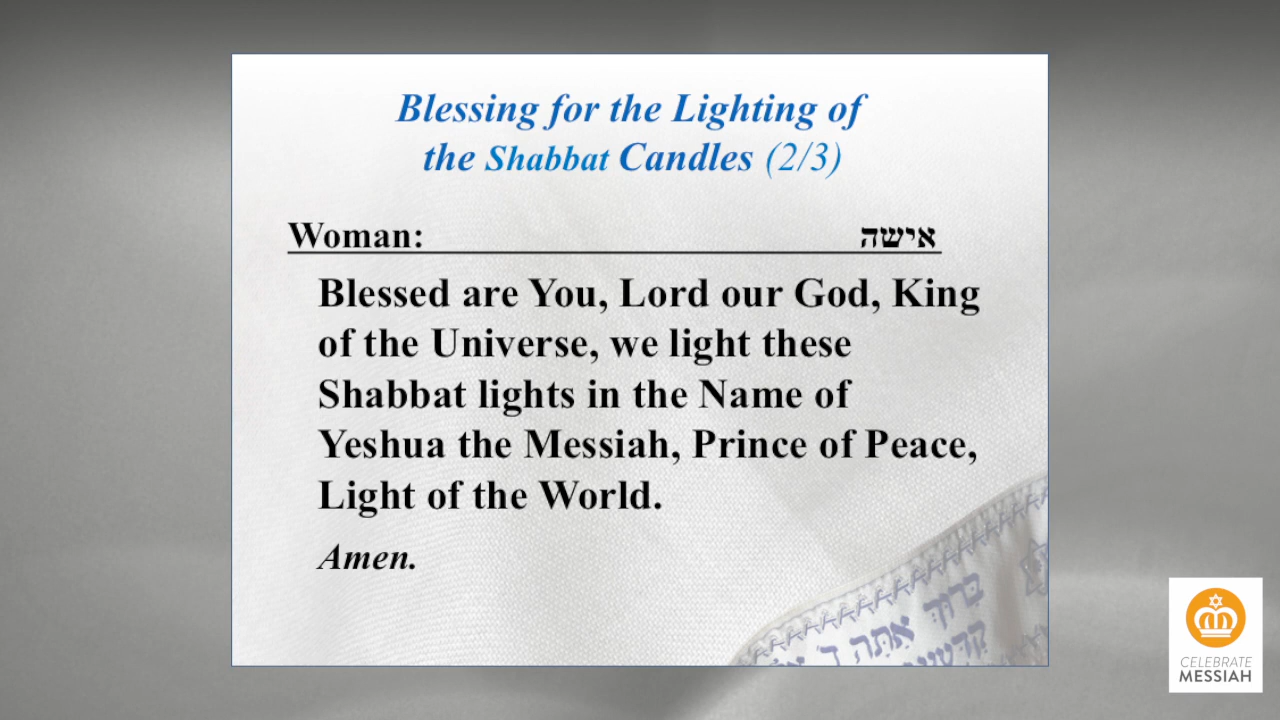 Blessing for the Lighting of
the Shabbat Candles (2/3)
Woman: אישה
Blessed are You, Lord our God, King
of the Universe, we light these
Shabbat lights in the Name of
Yeshua the Messiah, Prince of Peace,
Light of the World.
Amen.
בָּרוּךְ
אַתָּה ד'
CELEBRATE
MESSIAH